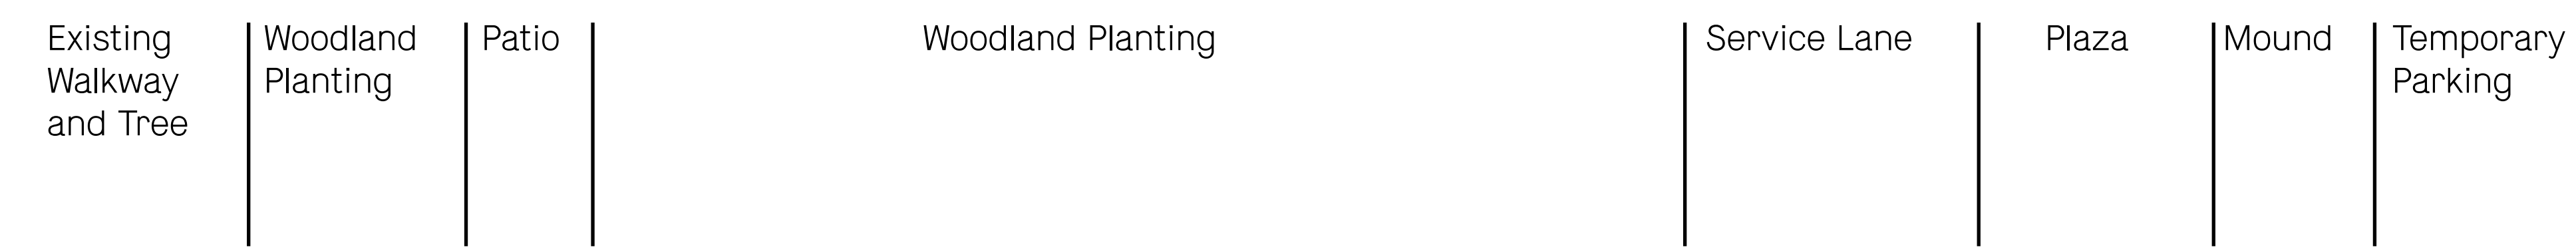 Existing
Walkway
and Tree
Woodland
Planting
Patio
Woodland Planting
Service Lane
Plaza
Mound
Temporary
Parking